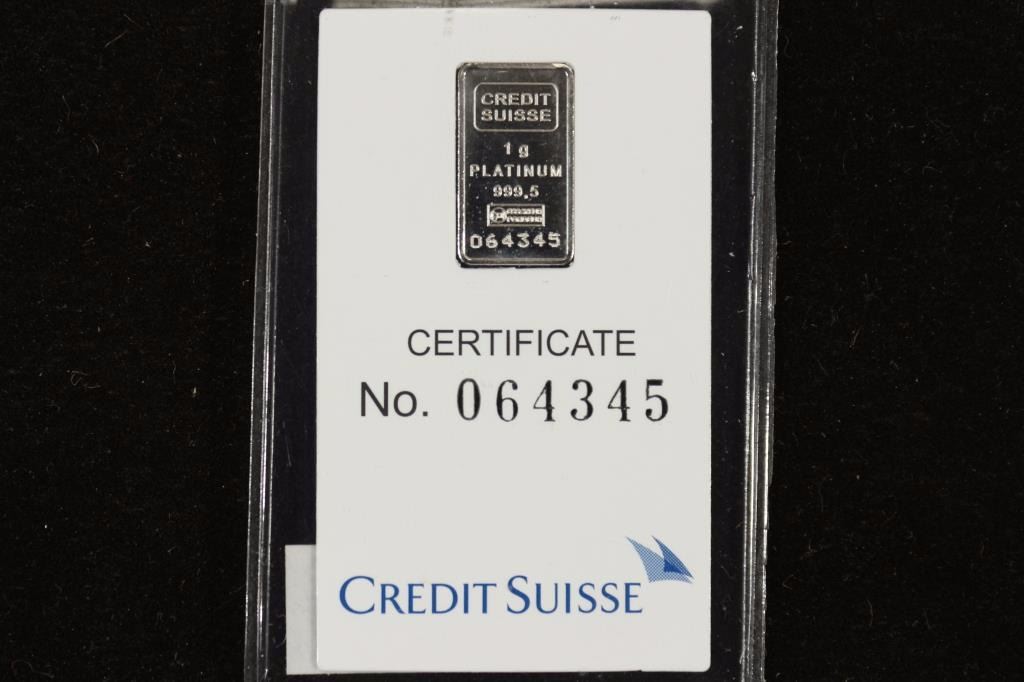 CREDIT
SUISSE
1 g
PLATINUM
999,5
064345
CERTIFICATE
No. 064345
CREDIT SUISSE